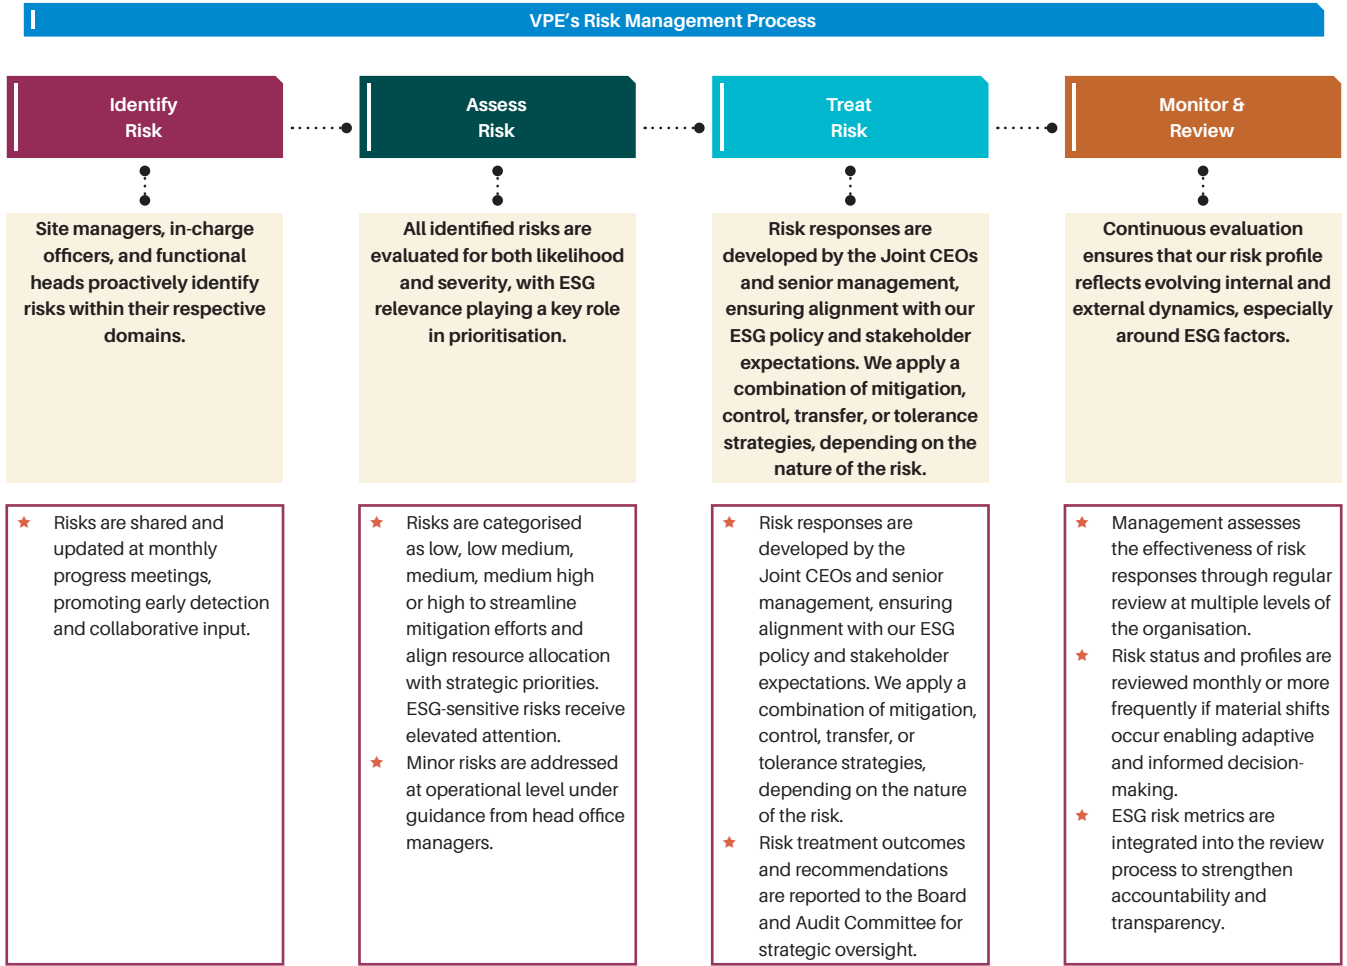 VPE’s Risk Management Process
Identify
Risk
Assess
Risk
Treat
Risk
Monitor &
Review
Site managers, in-charge
officers, and functional
heads proactively identify
risks within their respective
domains.
All identified risks are
evaluated for both likelihood
and severity, with ESG
relevance playing a key role
in prioritisation.
Risk responses are
developed by the Joint CEOs
and senior management,
ensuring alignment with our
ESG policy and stakeholder
expectations. We apply a
combination of mitigation,
control, transfer, or tolerance
strategies, depending on the
nature of the risk.
Continuous evaluation
ensures that our risk profile
reflects evolving internal and
external dynamics, especially
around ESG factors.
Risks are shared and
updated at monthly
progress meetings,
promoting early detection
and collaborative input.
Risks are categorised
as low, low medium,
medium, medium high
or high to streamline
mitigation efforts and
align resource allocation
with strategic priorities.
ESG-sensitive risks receive
elevated attention.
Minor risks are addressed
at operational level under
guidance from head office
managers.
Risk responses are
developed by the
Joint CEOs and senior
management, ensuring
alignment with our ESG
policy and stakeholder
expectations. We apply a
combination of mitigation,
control, transfer, or
tolerance strategies,
depending on the nature
of the risk.
Risk treatment outcomes
and recommendations
are reported to the Board
and Audit Committee for
strategic oversight.
Management assesses
the effectiveness of risk
responses through regular
review at multiple levels of
the organisation.
Risk status and profiles are
reviewed monthly or more
frequently if material shifts
occur enabling adaptive
and informed decision-
making.
ESG risk metrics are
integrated into the review
process to strengthen
accountability and
transparency.